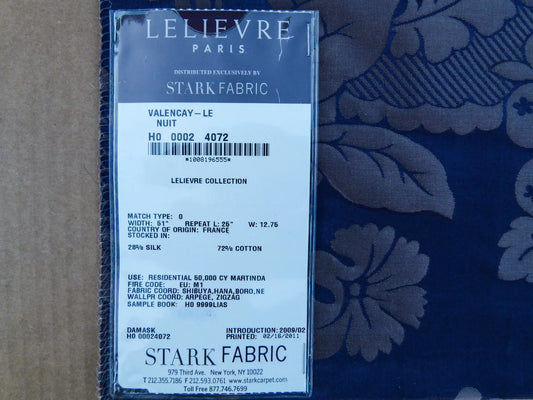 LELIEVRE
PARIS
DISTRIBUTED EXCLUSIVELY BY
STARK FABRIC
VALENCAY-LE
NUIT
H0 0002 4072
*1008196555*
LELIEVRE COLLECTION
MATCH TYPE: 0
WIDTH: 51" REPEAT L: 25" W: 12.75
COUNTRY OF ORIGIN: FRANCE
STOCKED IN:
28% SILK 72% COTTON
USE: RESIDENTIAL 50,000 CY MARTINDA
FIRE CODE: EU: M1
FABRIC COORD: SHIBUYA,HANA,BORO,NE
WALLPR COORD: ARPEGE, ZIGZAG
SAMPLE BOOK: H0 9999LIAS
DAMASK INTRODUCTION: 2009/02
H0 00024072 PRINTED: 02/16/2011
STARK FABRIC
979 Third Ave. New York, NY 10022
T 212.355.7186 F 212.593.0761 www.starkcarpet.com
Toll Free 877.746.7699